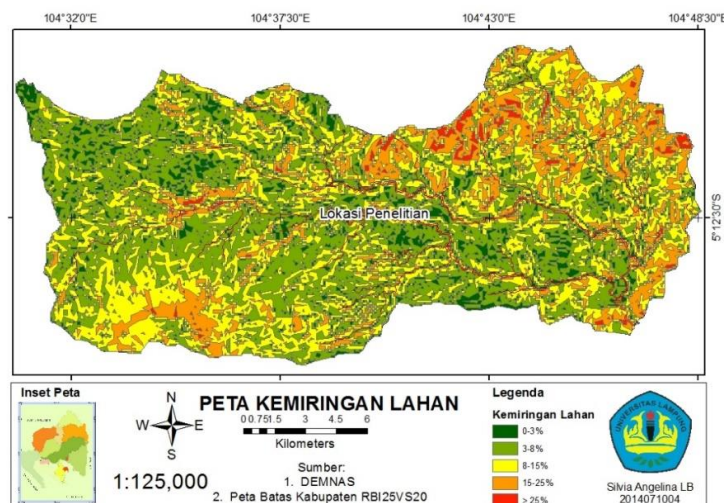 104°32'0"E 104°37'30"E 104°43'0"E 104°48'30"E
5°12'30"S
Lokasi Penelitian
Inset Peta
N
W E
S
1:125,000
PETA KEMIRINGAN LAHAN
0 0.75 1.5 3 4.5 6
Kilometers
Sumber:
1. DEMNAS
2. Peta Batas Kabupaten RBI25VS20
Legenda
Kemiringan Lahan
0-3%
3-8%
8-15%
15-25%
> 25%
UNIVERSITAS LAMPUNG
Silvia Angelina LB
2014071004